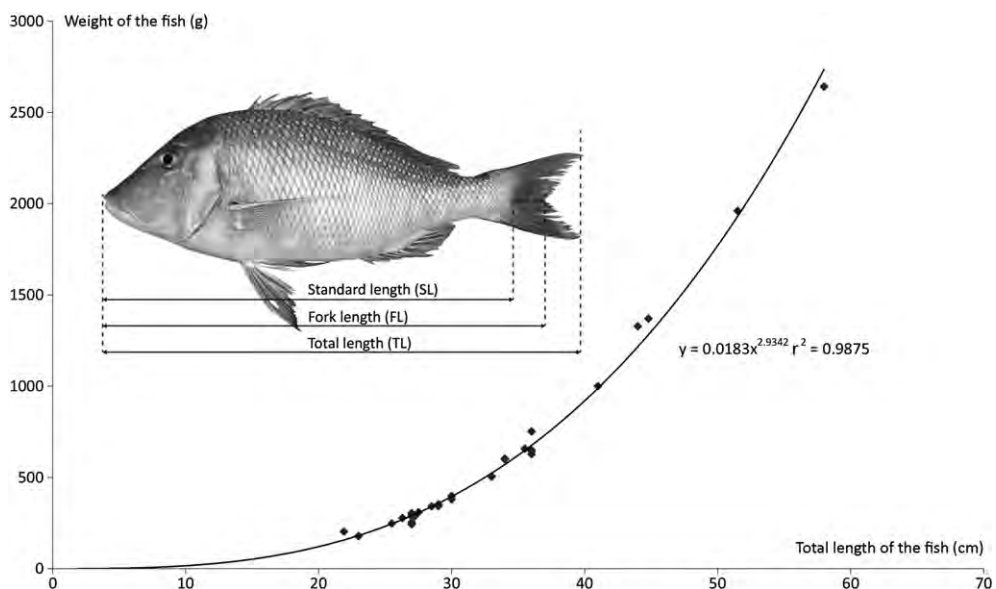 Weight of the fish (g)
3000
2500
2000
1500
1000
500
0
Standard length (SL)
Fork length (FL)
Total length (TL)
y = 0.0183x^2.9342 r^2 = 0.9875
Total length of the fish (cm)
0 10 20 30 40 50 60 70